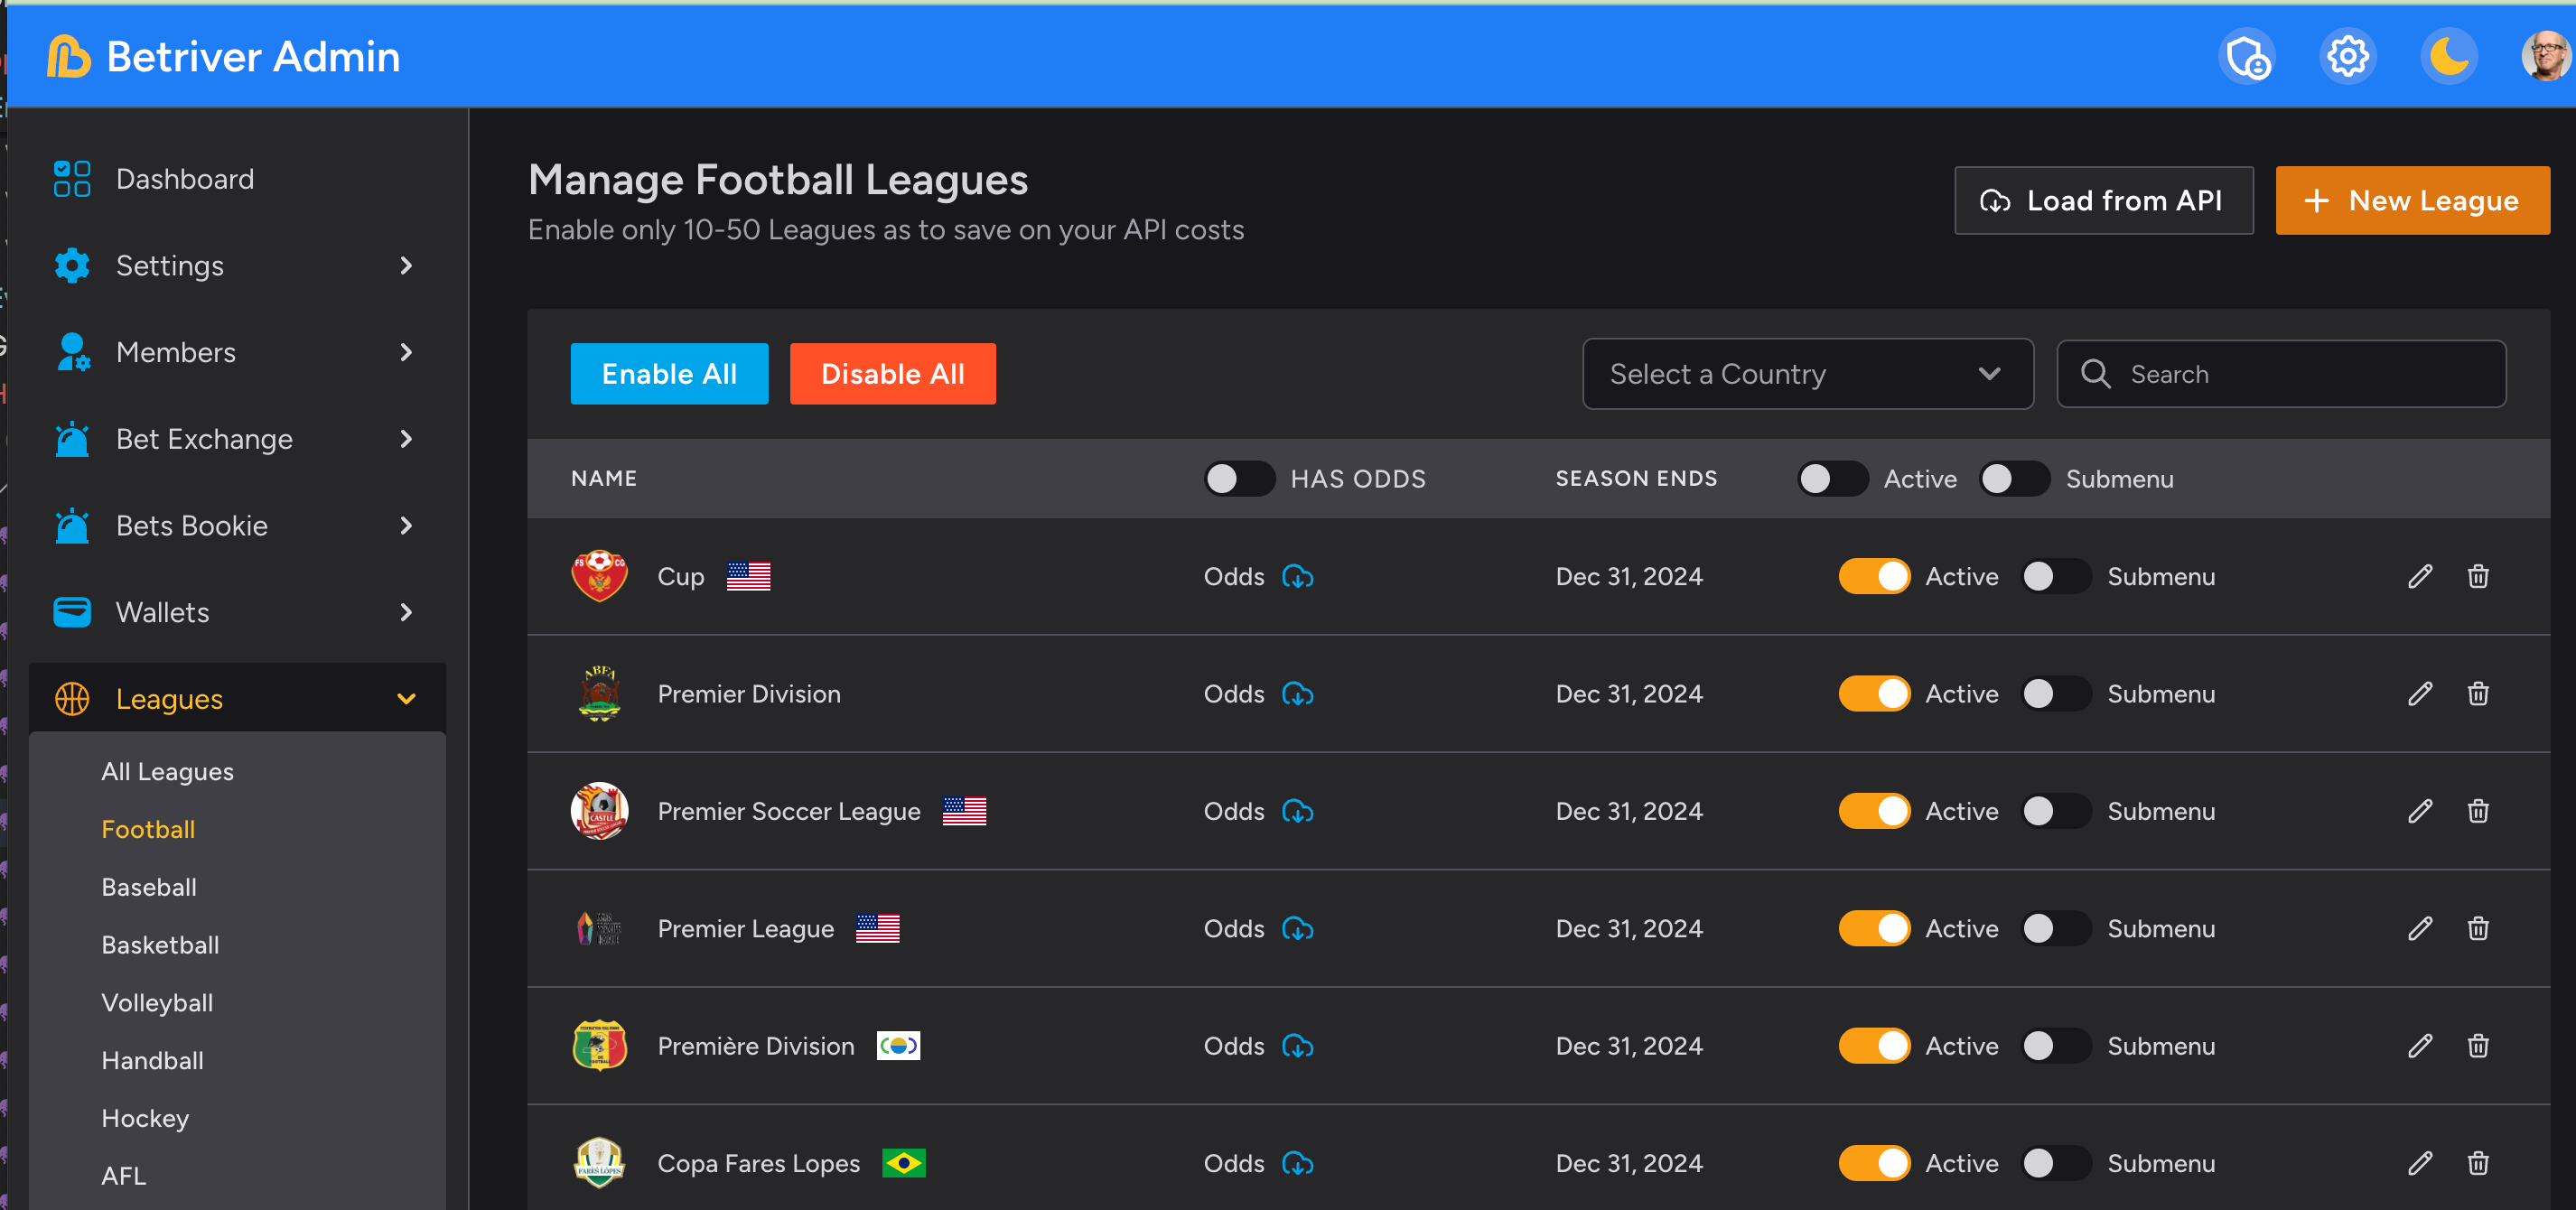 Betriver Admin
Dashboard
Settings
Members
Bet Exchange
Bets Bookie
Wallets
Leagues
All Leagues
Football
Baseball
Basketball
Volleyball
Handball
Hockey
AFL
Manage Football Leagues
Enable only 10-50 Leagues as to save on your API costs
Load from API
+ New League
Enable All
Disable All
Select a Country
Search
NAME HAS ODDS SEASON ENDS Active Submenu
Cup Odds Dec 31, 2024 Active Submenu
Premier Division Odds Dec 31, 2024 Active Submenu
Premier Soccer League Odds Dec 31, 2024 Active Submenu
Premier League Odds Dec 31, 2024 Active Submenu
Première Division Odds Dec 31, 2024 Active Submenu
Copa Fares Lopes Odds Dec 31, 2024 Active Submenu